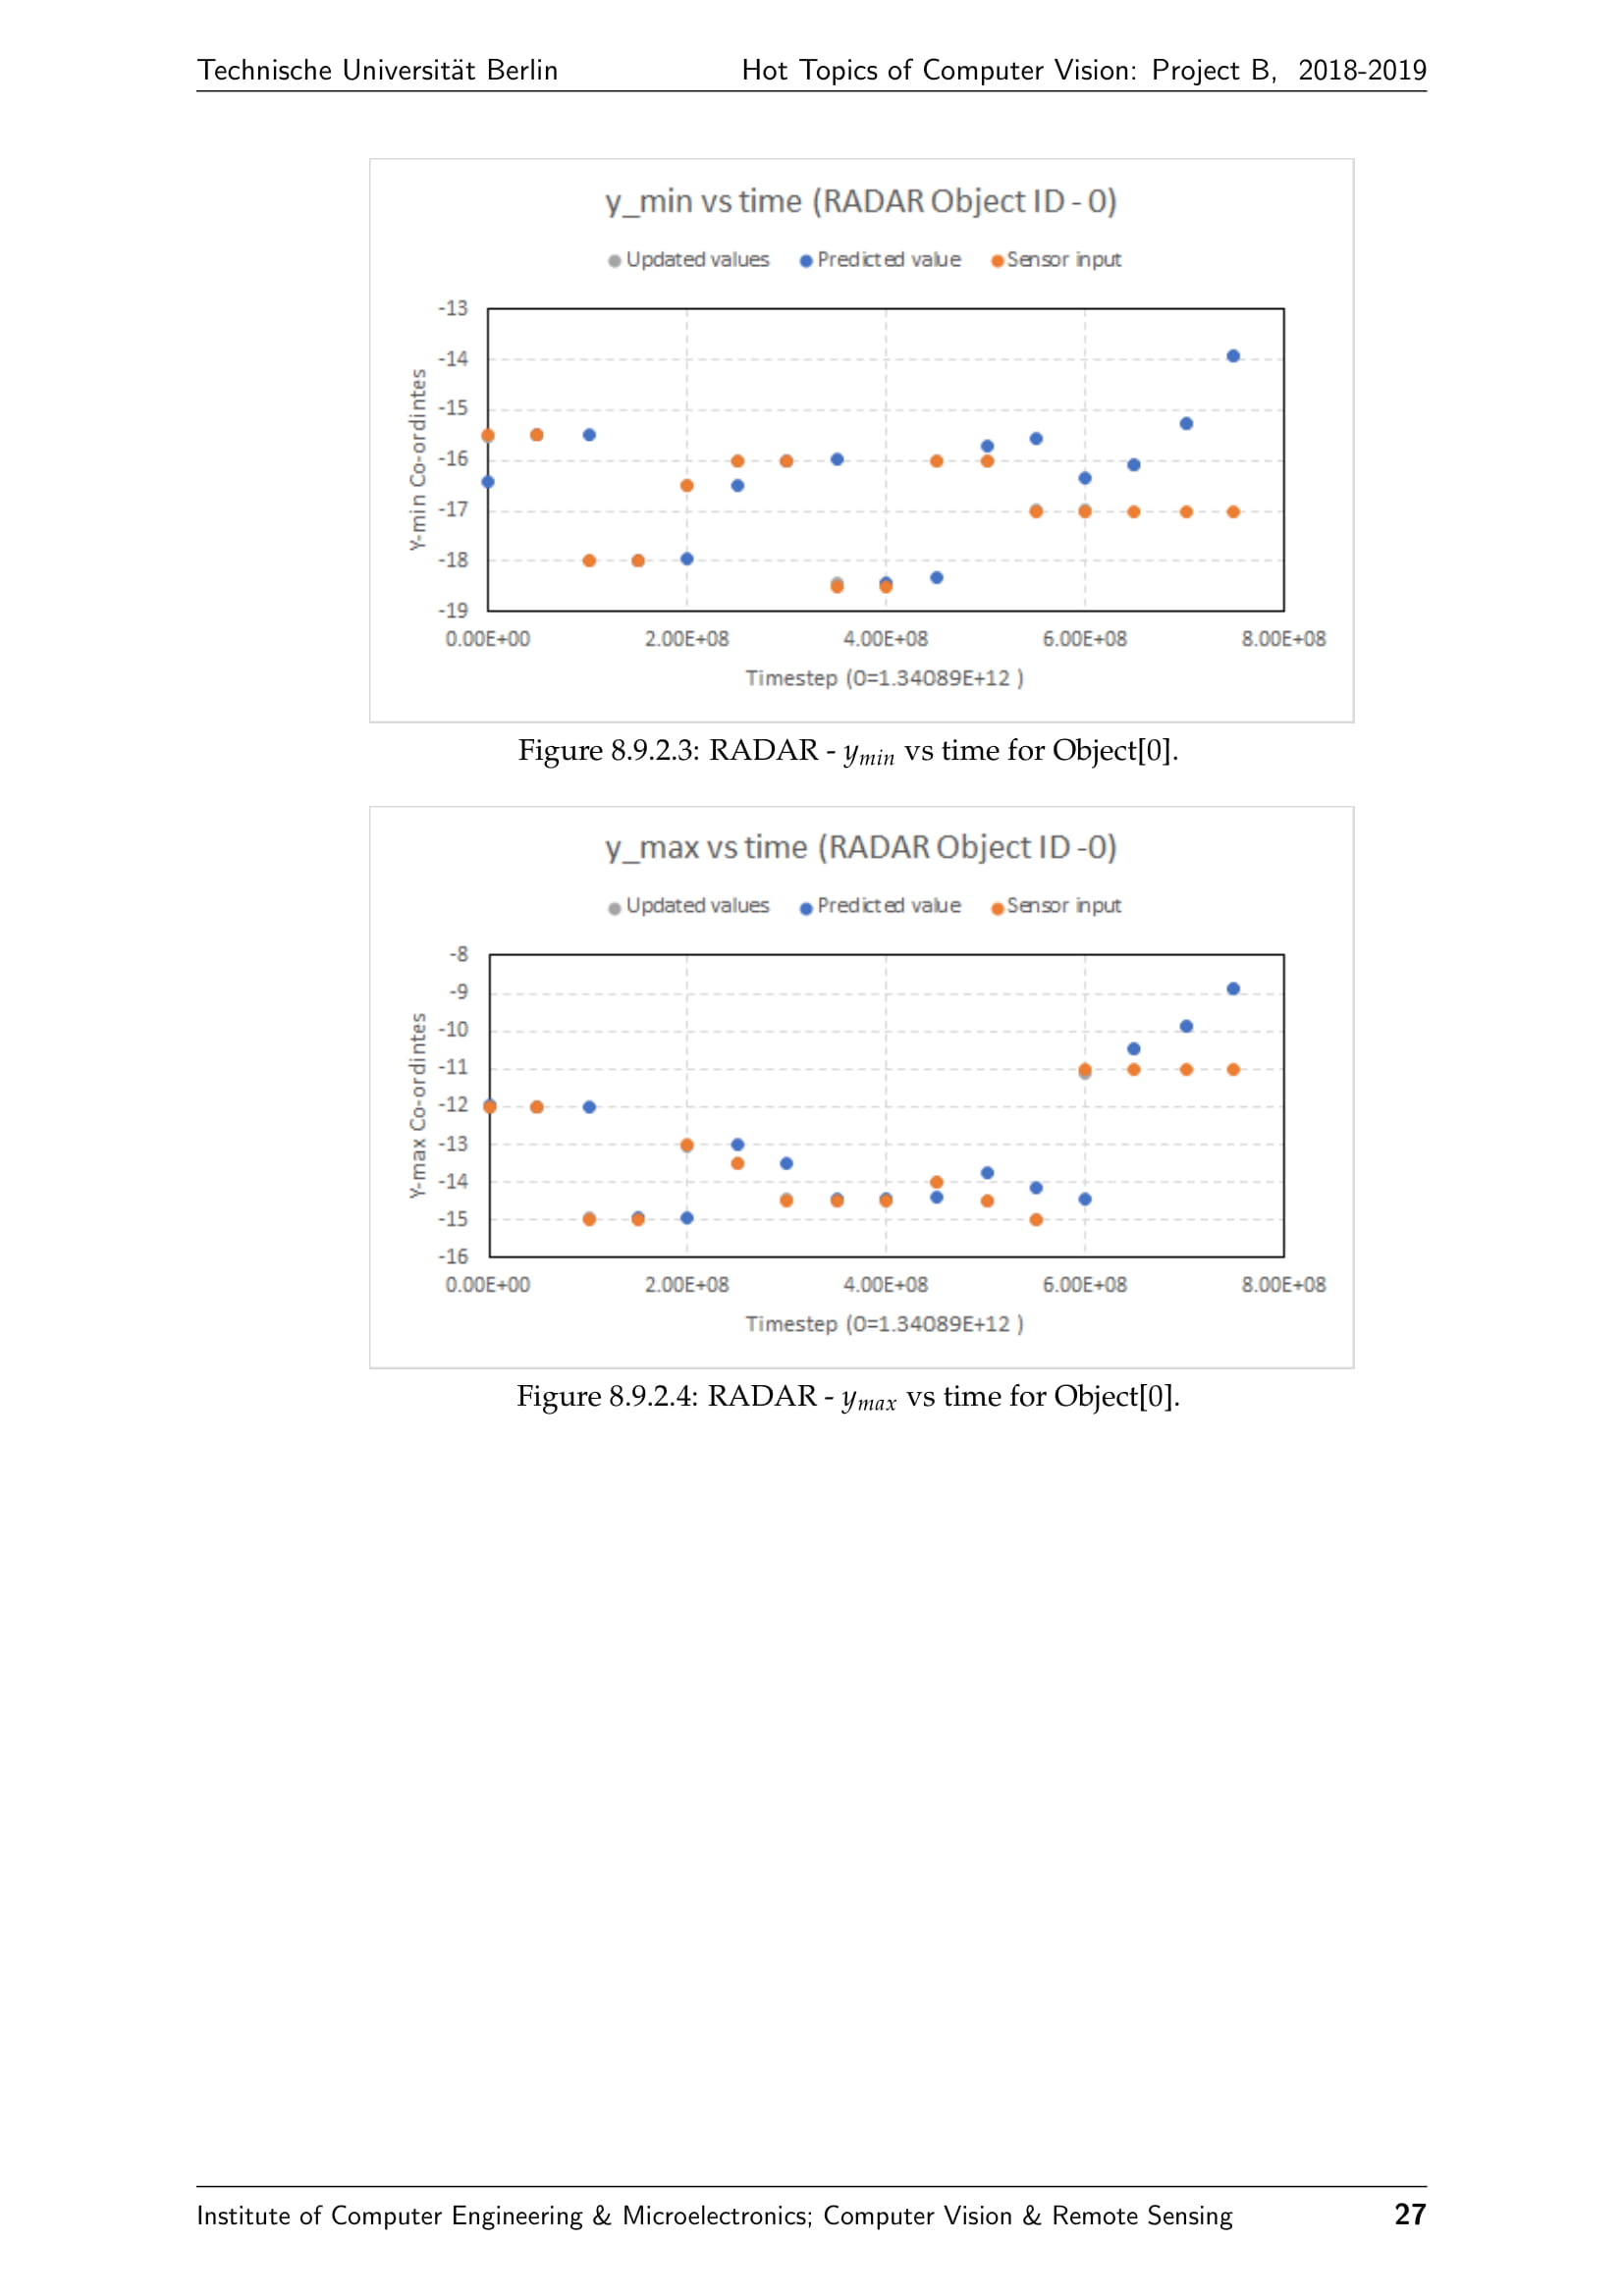 Technische Universität Berlin Hot Topics of Computer Vision: Project B, 2018-2019
y_min vs time (RADAR Object ID - 0)
Updated values Predicted value Sensor input
-13
-14
-15
-16
-17
-18
-19
Y-min Co-ordintes
0.00E+00 2.00E+08 4.00E+08 6.00E+08 8.00E+08
Timestep (0=1.34089E+12 )
Figure 8.9.2.3: RADAR - ymin vs time for Object[0].
y_max vs time (RADAR Object ID -0)
Updated values Predicted value Sensor input
-8
-9
-10
-11
-12
-13
-14
-15
-16
Y-max Co-ordintes
0.00E+00 2.00E+08 4.00E+08 6.00E+08 8.00E+08
Timestep (0=1.34089E+12 )
Figure 8.9.2.4: RADAR - ymax vs time for Object[0].
Institute of Computer Engineering & Microelectronics; Computer Vision & Remote Sensing 27